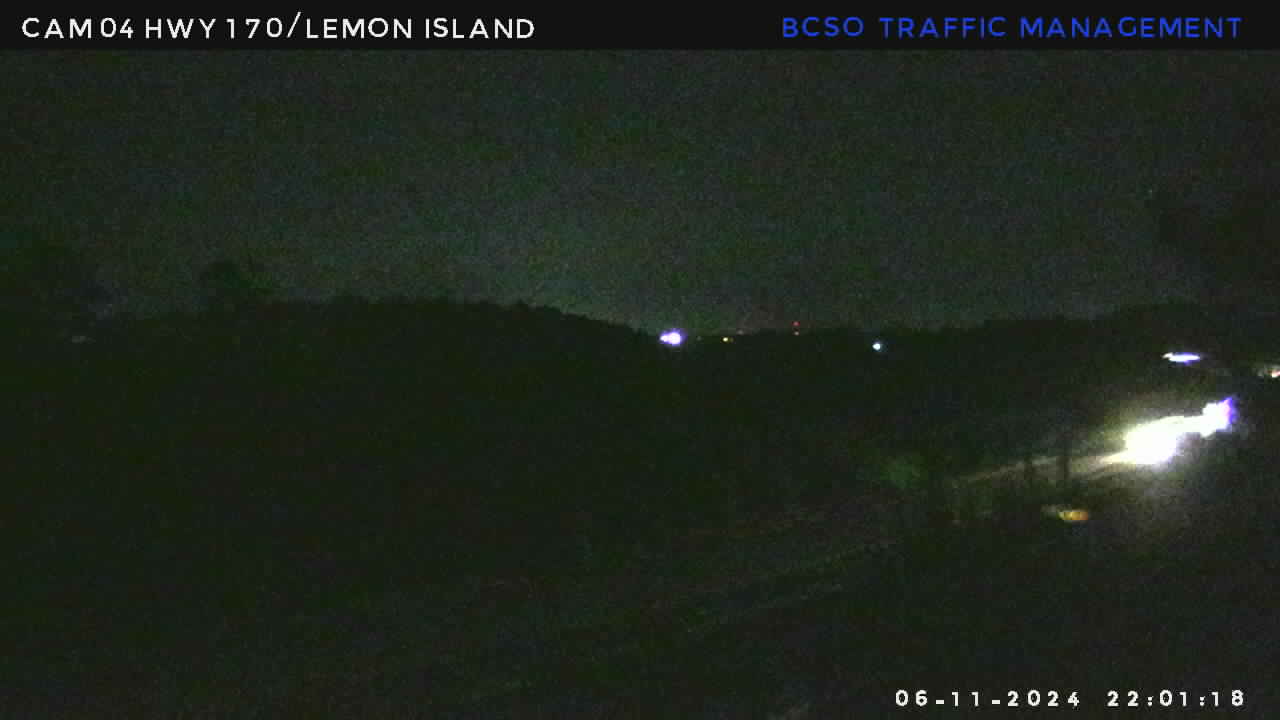 CAM04 HWY 170/LEMON ISLAND
BCSO TRAFFIC MANAGEMENT
06-11-2024 22:01:18